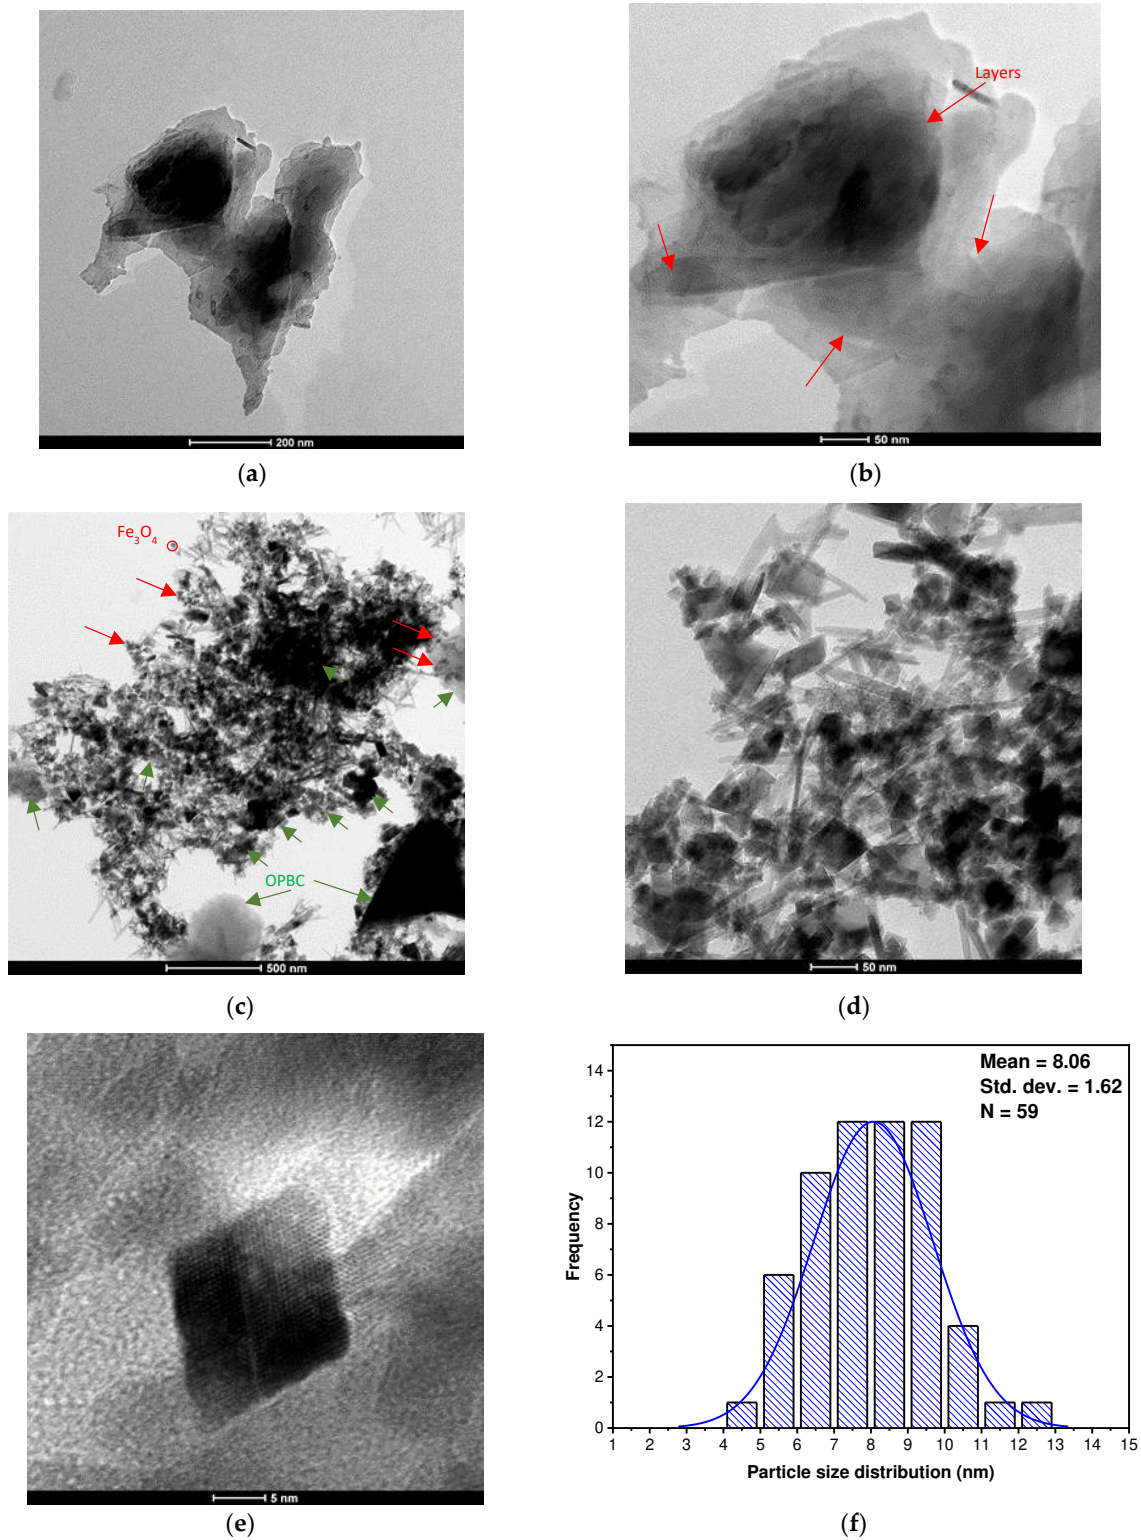 Layers
200 nm
50 nm
(a)
(b)
Fe3O4
OPBC
500 nm
50 nm
(c)
(d)
5 nm
Mean = 8.06
Std. dev. = 1.62
N = 59
Frequency
14
12
10
8
6
4
2
0
1 2 3 4 5 6 7 8 9 10 11 12 13 14 15
Particle size distribution (nm)
(e)
(f)